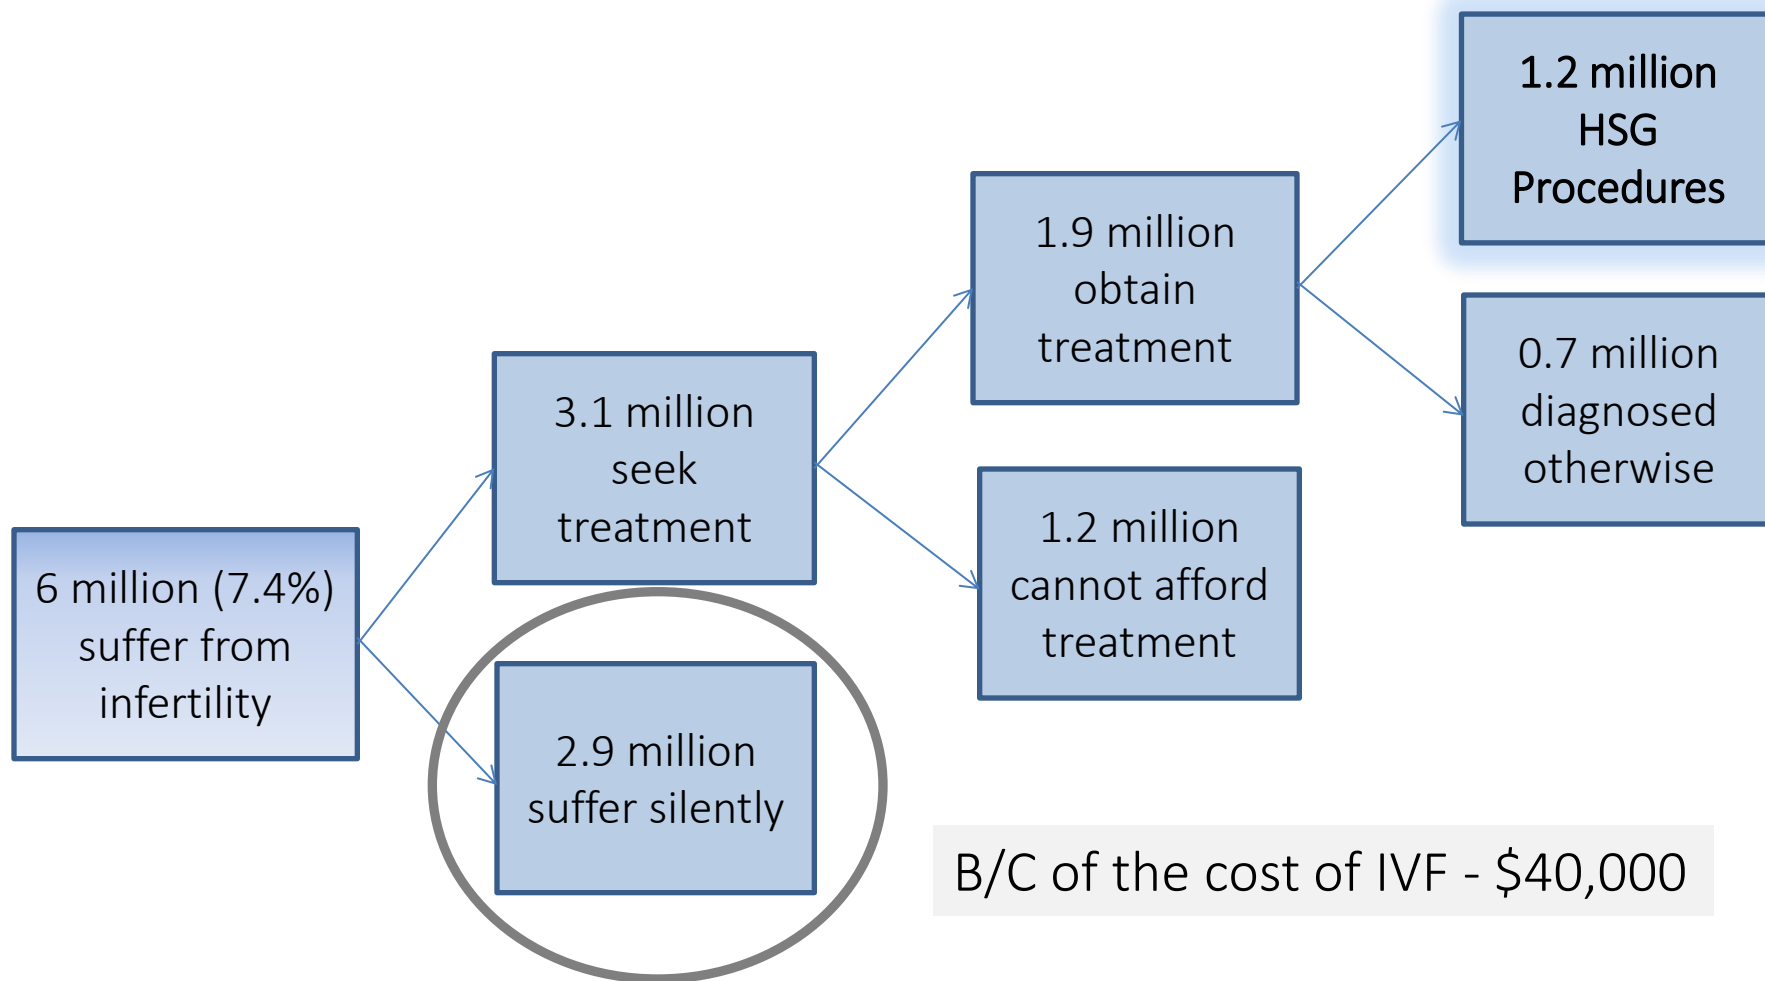 6 million (7.4%)
suffer from
infertility
3.1 million
seek
treatment
2.9 million
suffer silently
1.9 million
obtain
treatment
1.2 million
cannot afford
treatment
1.2 million
HSG
Procedures
0.7 million
diagnosed
otherwise
B/C of the cost of IVF - $40,000